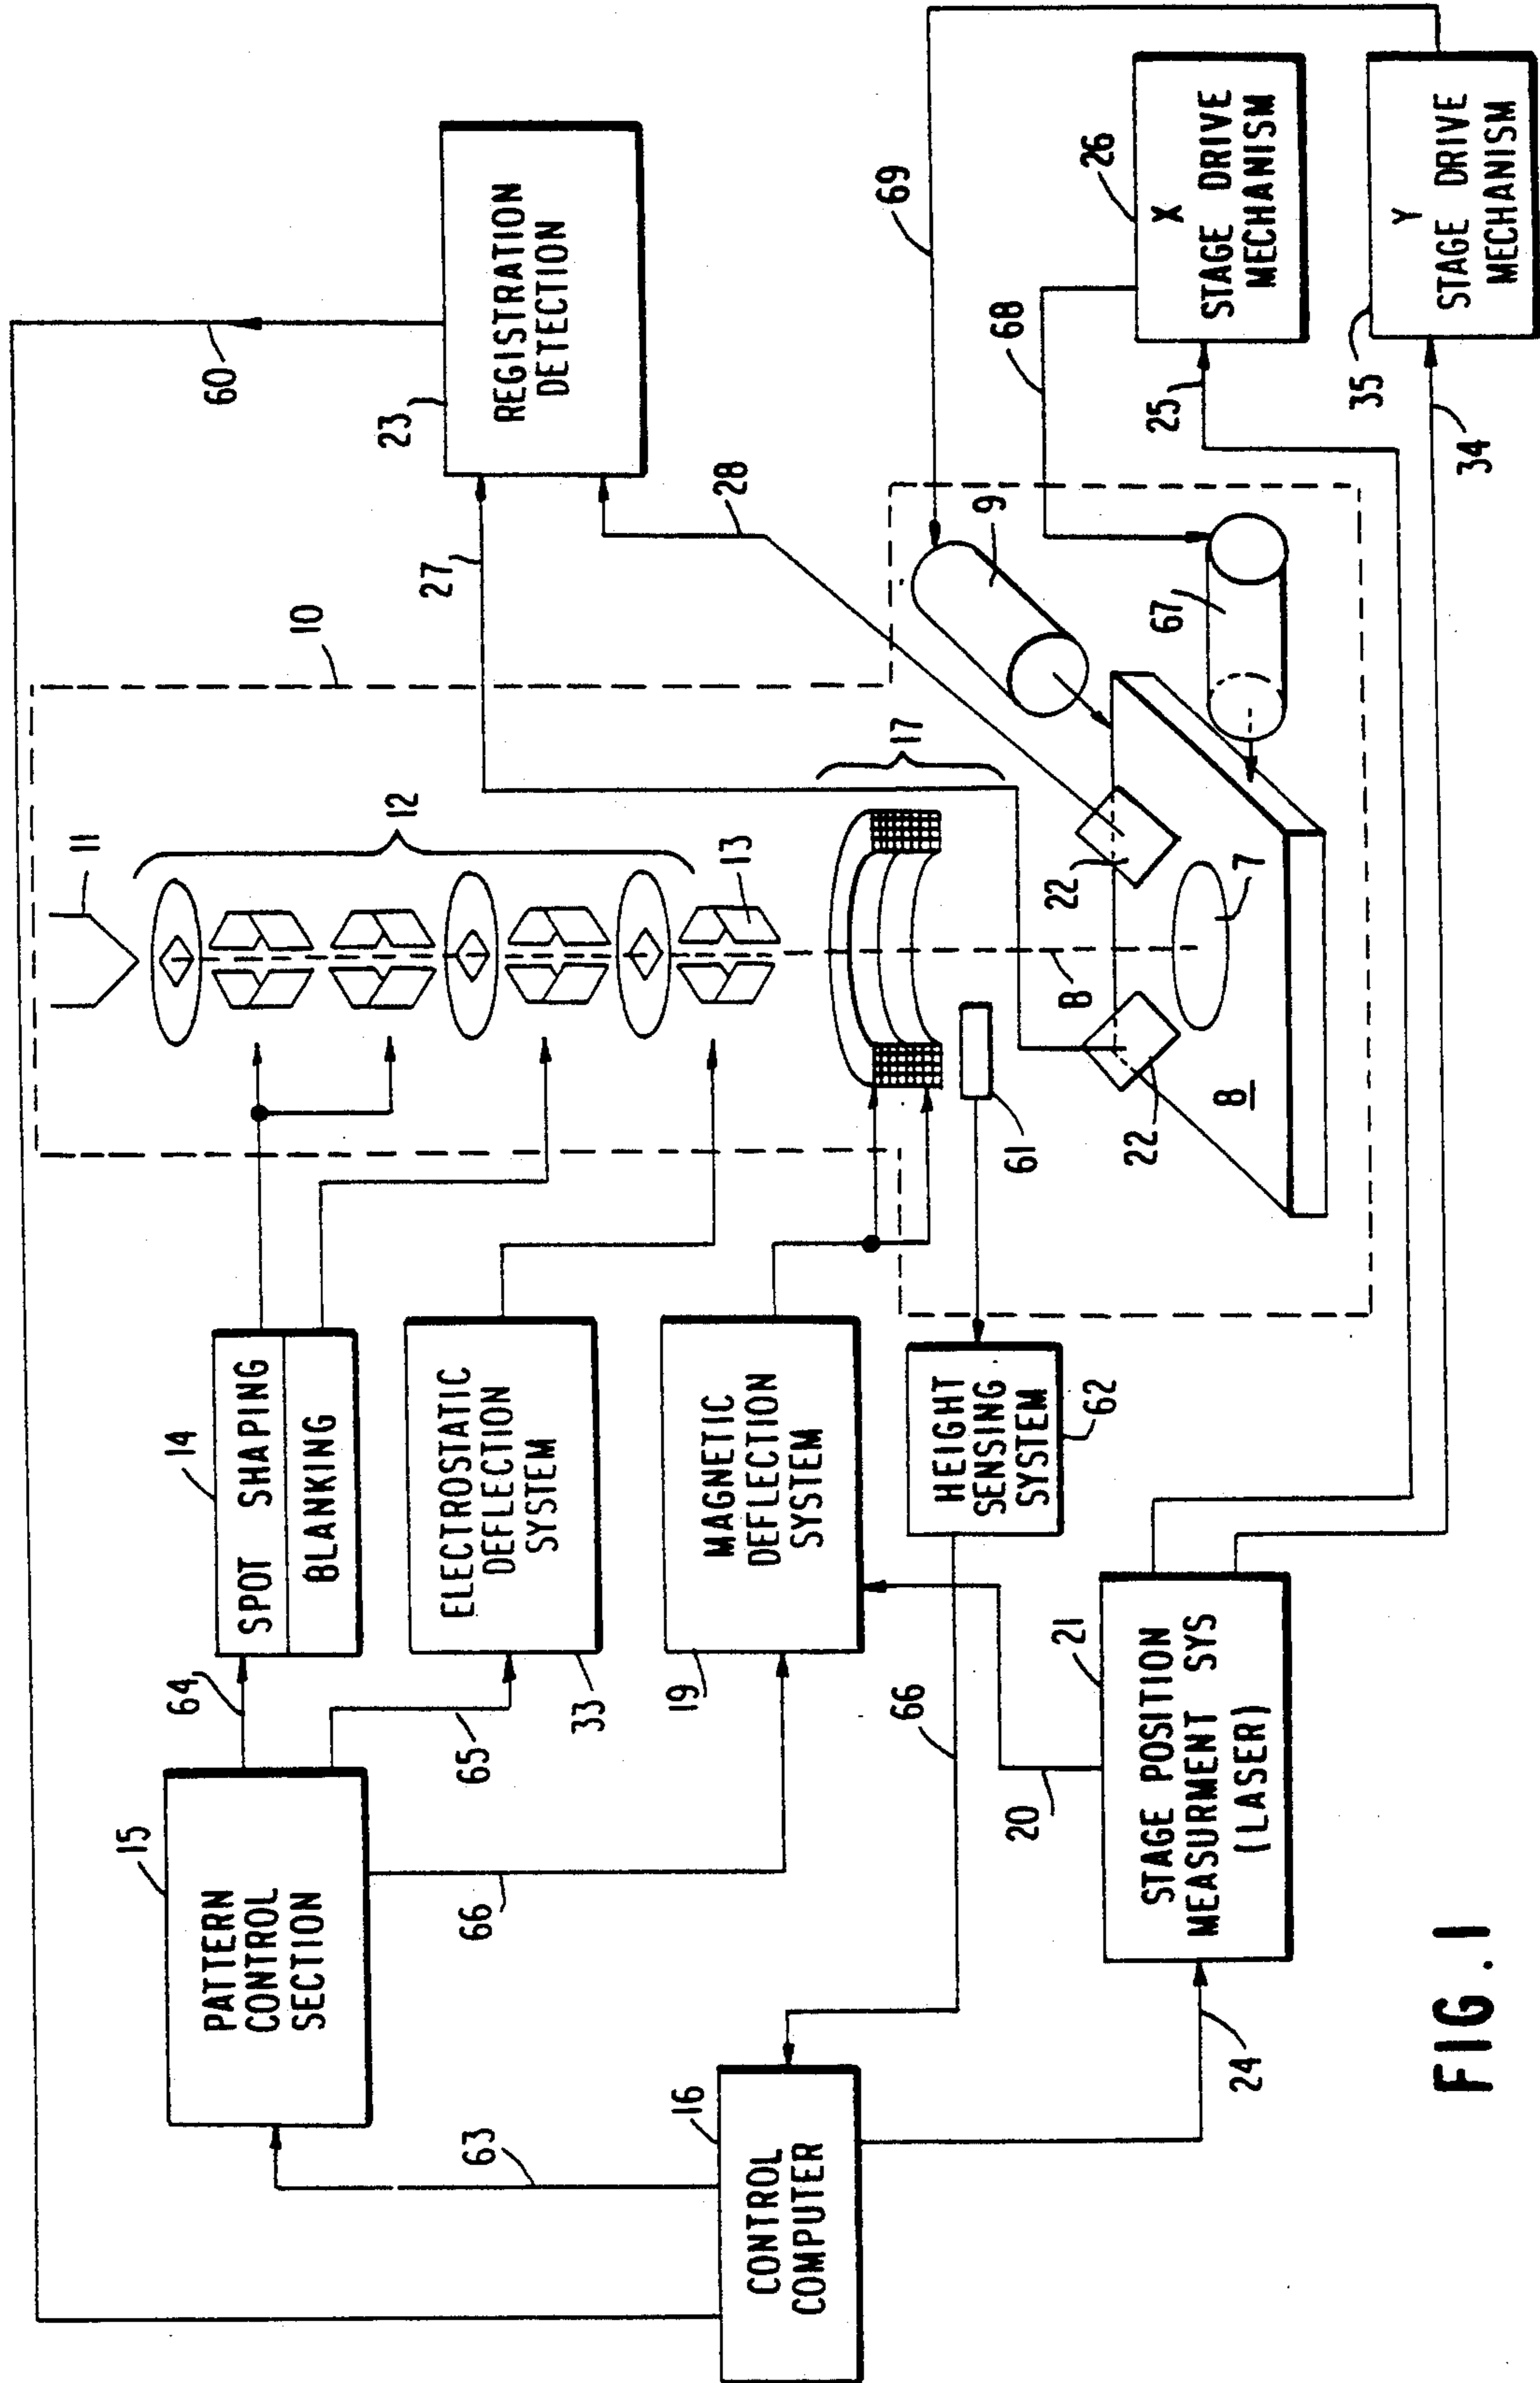 60
10
11
12
13
14
SPOT SHAPING
BLANKING
64
15
PATTERN
CONTROL
SECTION
65
66
63
ELECTROSTATIC
DEFLECTION
SYSTEM
33
MAGNETIC
DEFLECTION
SYSTEM
19
17
23
REGISTRATION
DETECTION
27
28
69
9
68
67
26
X
STAGE DRIVE
MECHANISM
25
35
Y
STAGE DRIVE
MECHANISM
34
61
B
22
22
7
8
HEIGHT
SENSING
SYSTEM
62
66
16
CONTROL
COMPUTER
20
21
STAGE POSITION
MEASURMENT SYS
(LASER)
24
FIG.1